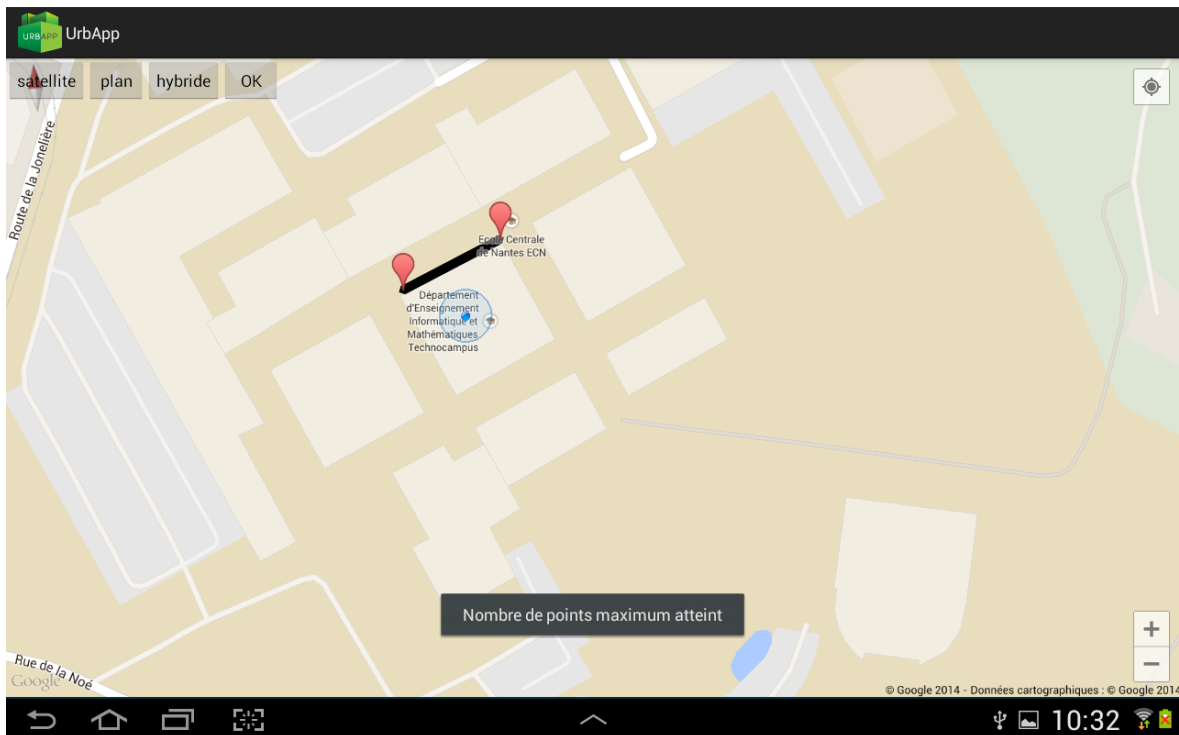 URBAPP
UrbApp
satellite
plan
hybride
OK
Route de la Jonelière
Ecole Centrale
de Nantes ECN
Département
d'Enseignement
Informatique et
Mathématiques
Technocampus
Nombre de points maximum atteint
+
−
Rue de la Noé
Google
© Google 2014 - Données cartographiques : © Google 2014
10:32